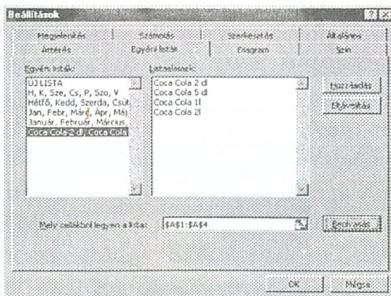 Beállítások
Megjelenítés Számolás Szerkesztés Általános
Áttérés Egyéni listák Diagram Szín
Egyéni listák:
ÚJ LISTA
H, K, Sze, Cs, P, Szo, V
Hétfő, Kedd, Szerda, Csüt
Jan, Febr, Márc, Ápr, Máj
Január, Február, Március,
Coca Cola 2 dl, Coca Cola
Listaelemek:
Coca Cola 2 dl
Coca Cola 5 dl
Coca Cola 1l
Coca Cola 2l
Hozzáadás
Eltávolítás
Mely cellákból legyen a lista: $A$1:$A$4
Beolvasás
OK Mégse